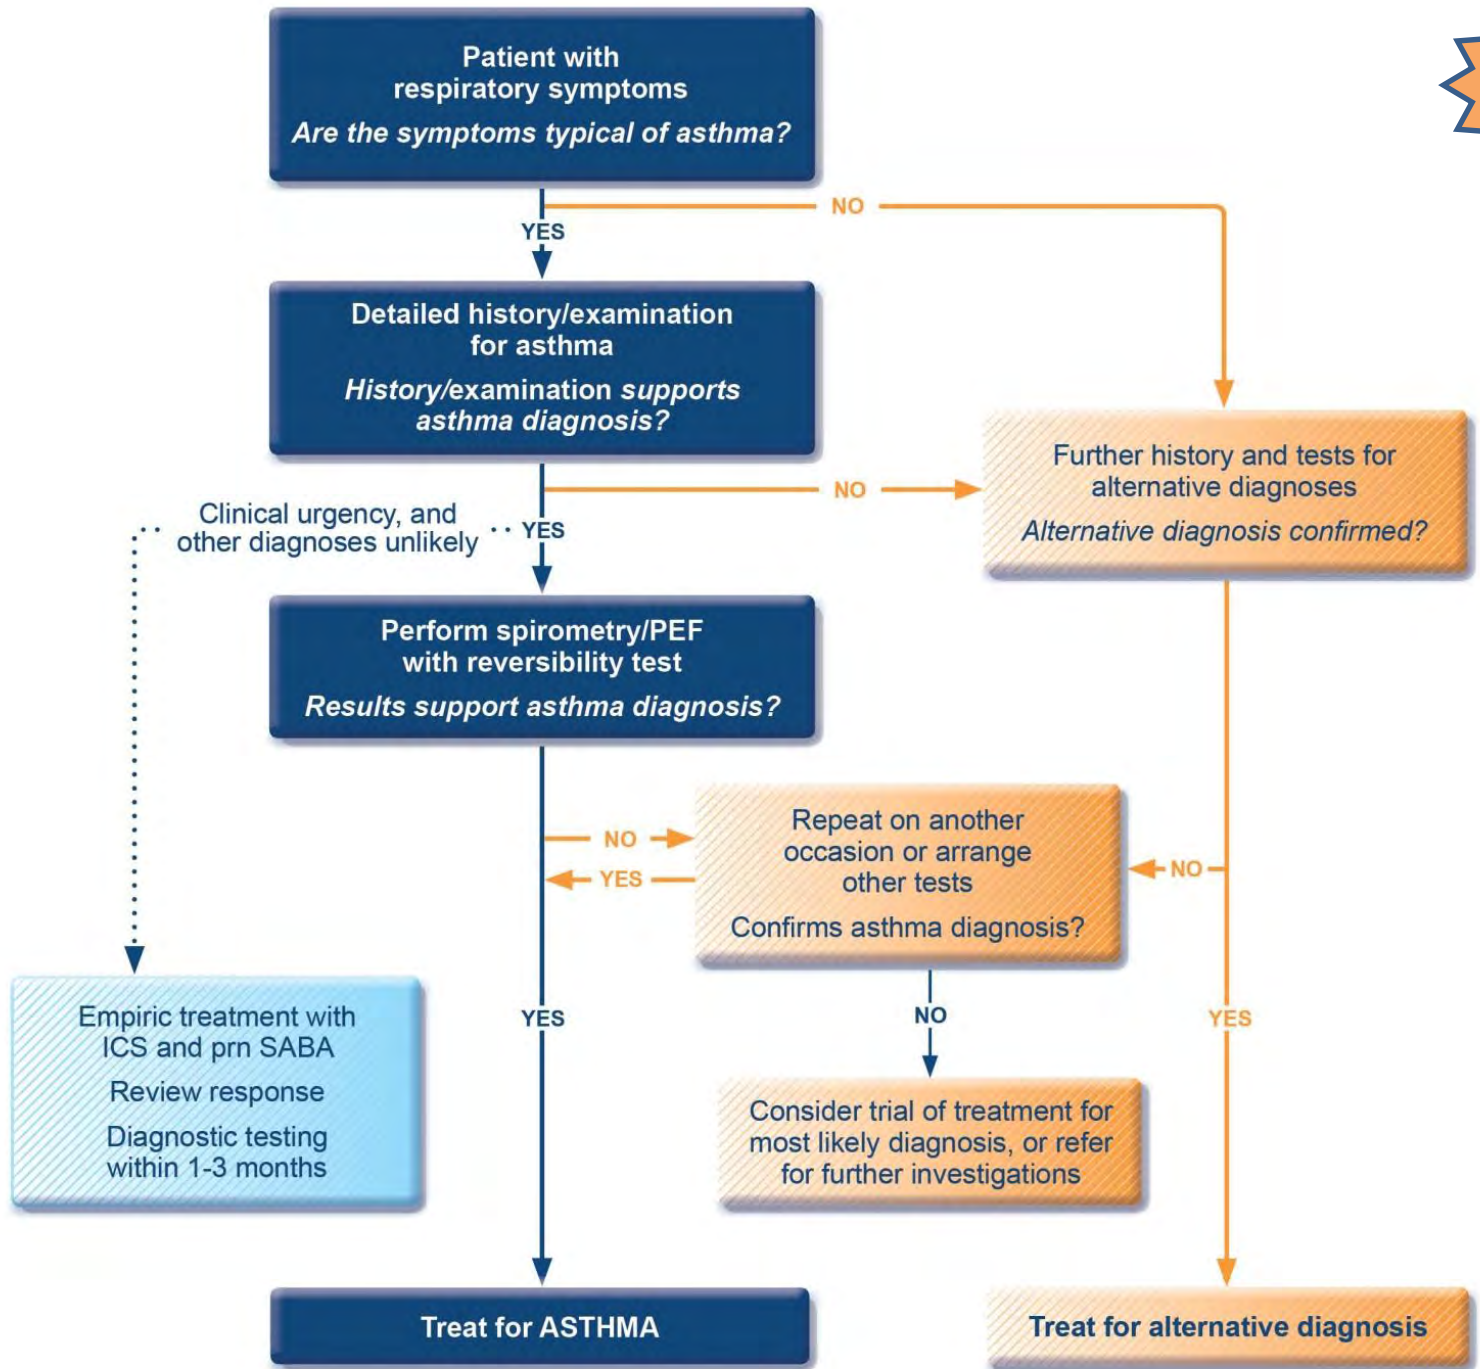 Patient with
respiratory symptoms
Are the symptoms typical of asthma?
NO
YES
Detailed history/examination
for asthma
History/examination supports
asthma diagnosis?
Further history and tests for
alternative diagnoses
Alternative diagnosis confirmed?
NO
Clinical urgency, and
other diagnoses unlikely
YES
Perform spirometry/PEF
with reversibility test
Results support asthma diagnosis?
Repeat on another
occasion or arrange
other tests
Confirms asthma diagnosis?
NO
YES
NO
Empiric treatment with
ICS and prn SABA
Review response
Diagnostic testing
within 1-3 months
YES
NO
YES
Consider trial of treatment for
most likely diagnosis, or refer
for further investigations
Treat for ASTHMA
Treat for alternative diagnosis